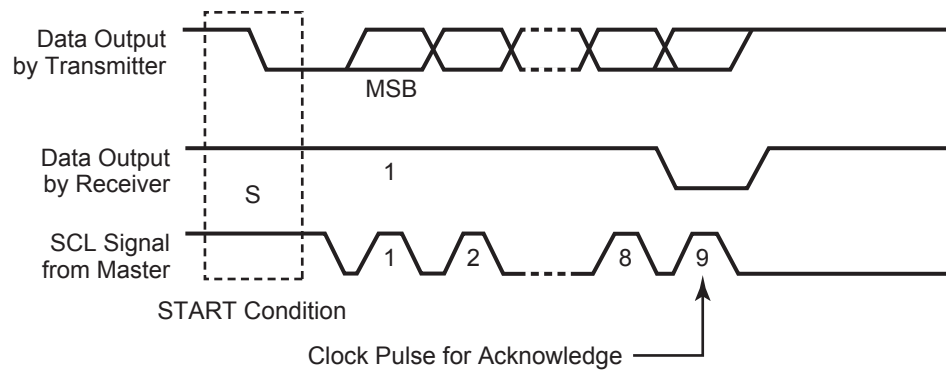 Data Output
by Transmitter
MSB
Data Output
by Receiver
1
S
SCL Signal
from Master
1
2
8
9
START Condition
Clock Pulse for Acknowledge